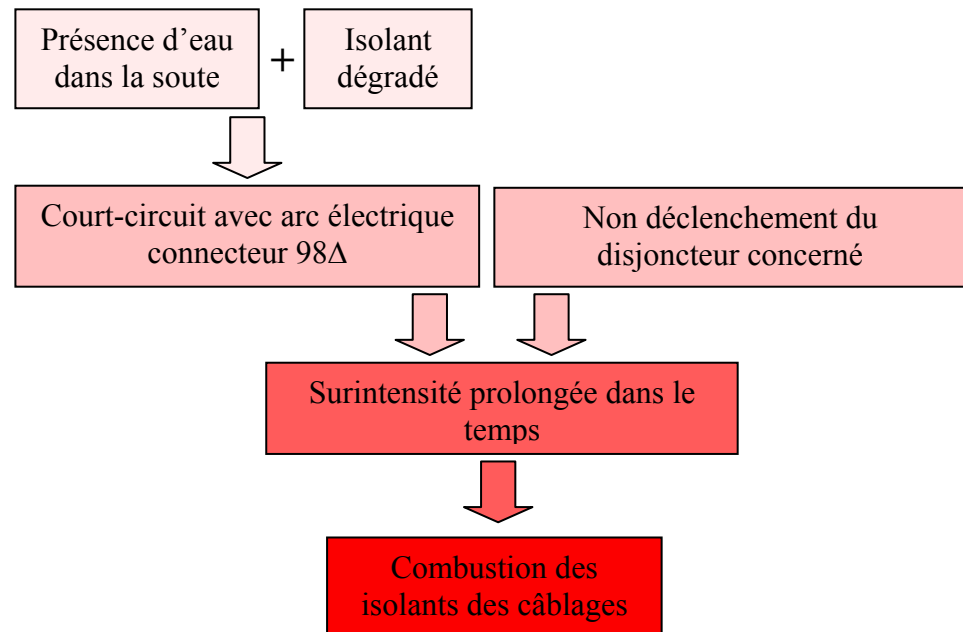 Présence d’eau
dans la soute
+
Isolant
dégradé
Court-circuit avec arc électrique
connecteur 98Δ
Non déclenchement du
disjoncteur concerné
Surintensité prolongée dans le
temps
Combustion des
isolants des câblages